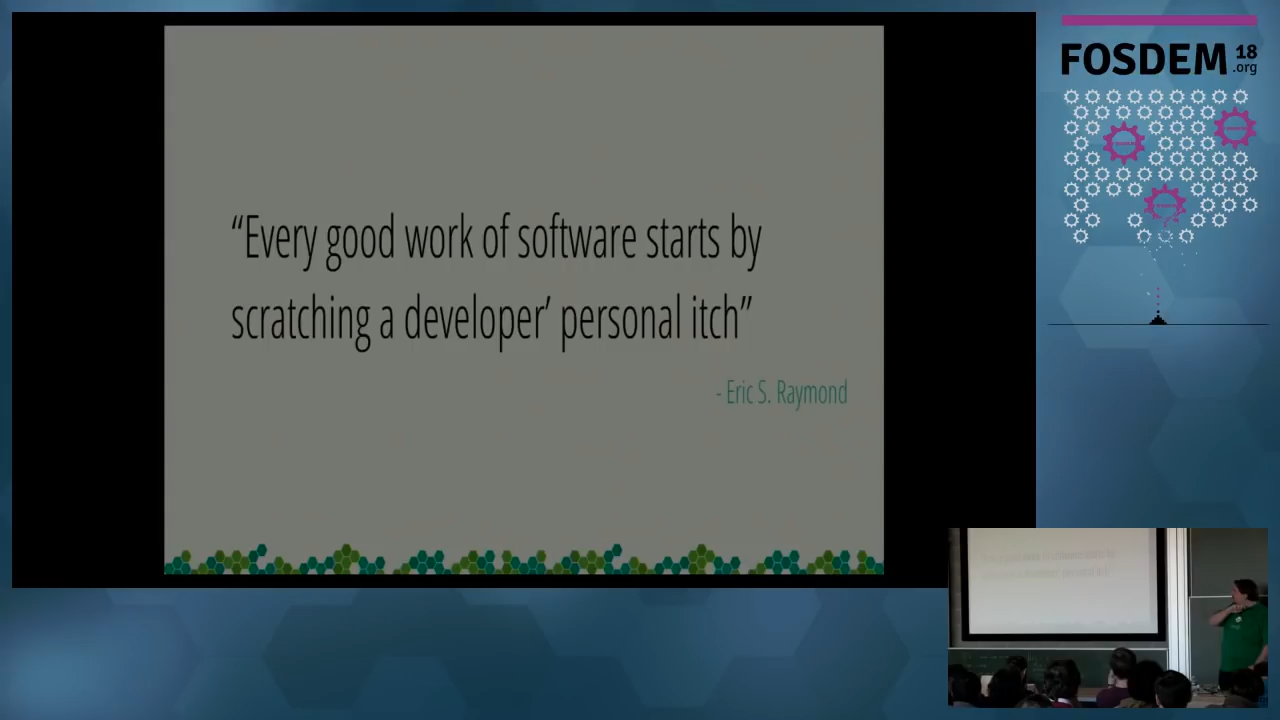 “Every good work of software starts by
scratching a developer’ personal itch”
- Eric S. Raymond
FOSDEM 18
.org